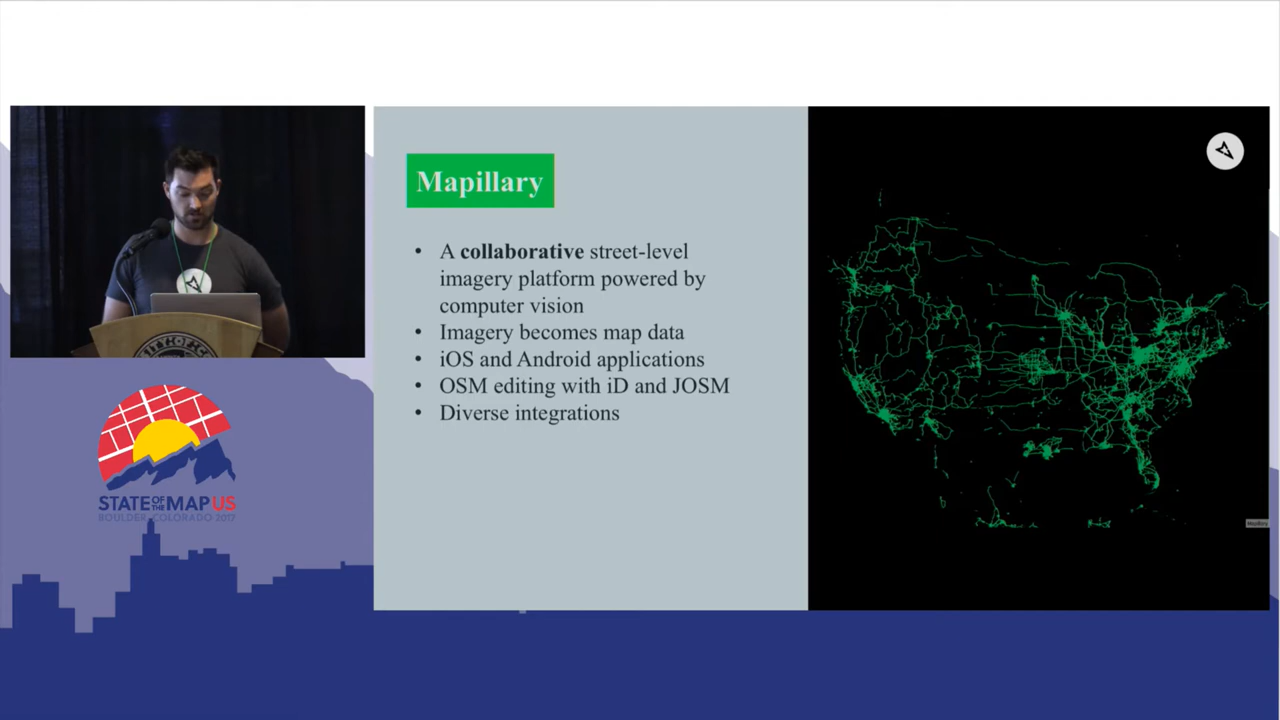 Mapillary
• A collaborative street-level
imagery platform powered by
computer vision
• Imagery becomes map data
• iOS and Android applications
• OSM editing with iD and JOSM
• Diverse integrations
STATE OF THE MAP US
BOULDER, COLORADO 2017
Mapillary